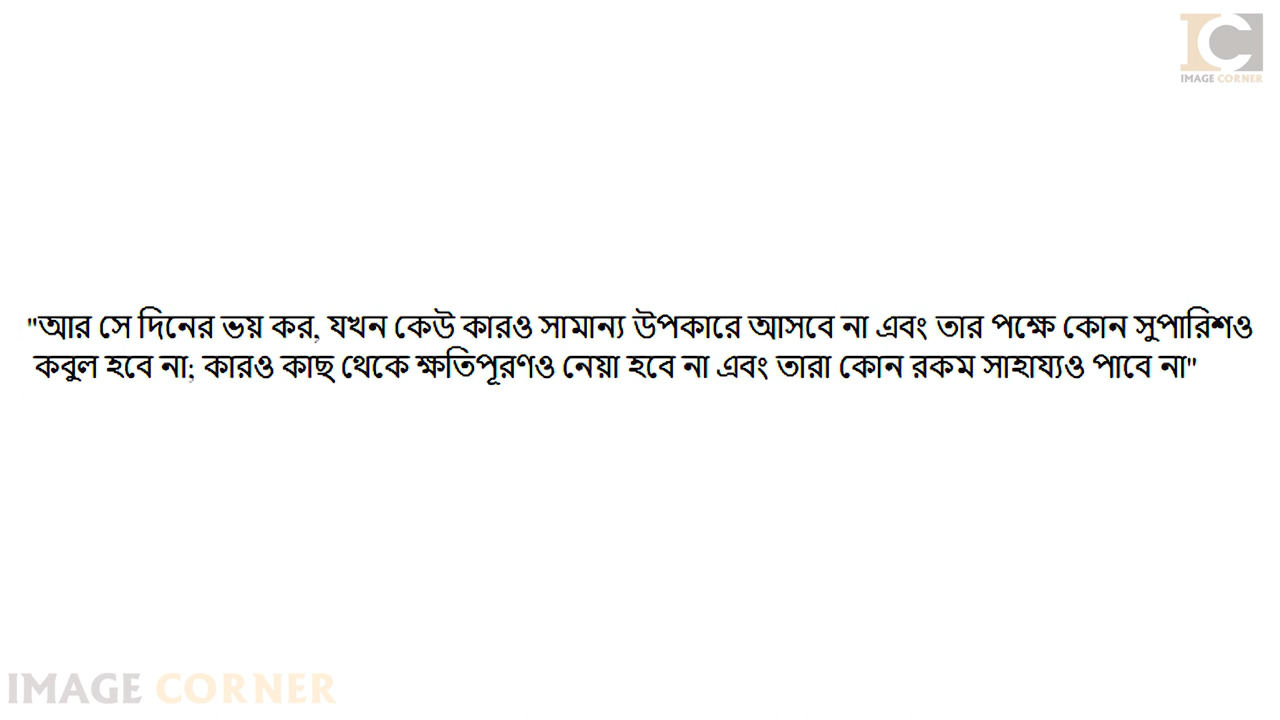 IC
IMAGE CORNER
"আর সে দিনের ভয় কর, যখন কেউ কারও সামান্য উপকারে আসবে না এবং তার পক্ষে কোন সুপারিশও
কবুল হবে না; কারও কাছ থেকে ক্ষতিপূরণও নেয়া হবে না এবং তারা কোন রকম সাহায্যও পাবে না"
IMAGE CORNER